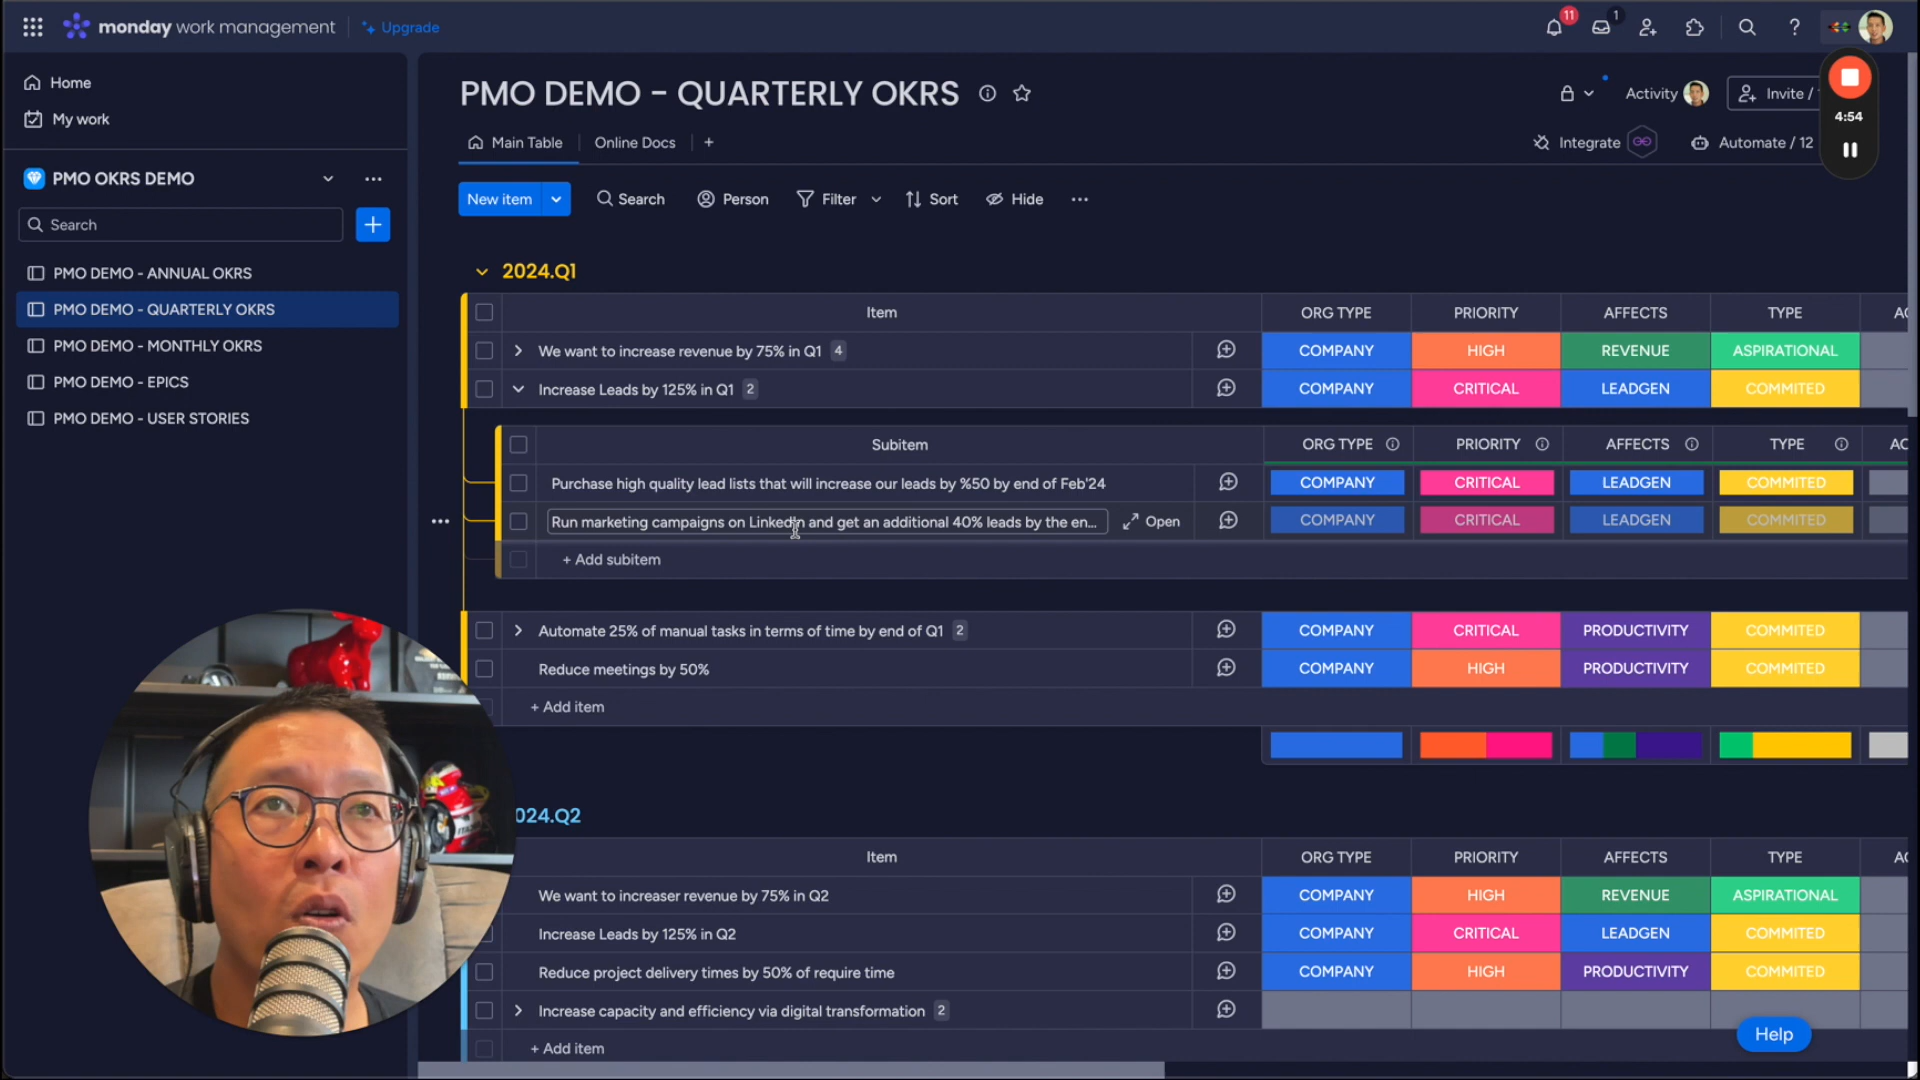 monday work management
Upgrade
11
1
Home
My work
PMO OKRS DEMO
Search
PMO DEMO - ANNUAL OKRS
PMO DEMO - QUARTERLY OKRS
PMO DEMO - MONTHLY OKRS
PMO DEMO - EPICS
PMO DEMO - USER STORIES
PMO DEMO - QUARTERLY OKRS
Activity
Invite /
4:54
Main Table
Online Docs
+
Integrate
Automate / 12
New item
Search
Person
Filter
Sort
Hide
2024.Q1
Item ORG TYPE PRIORITY AFFECTS TYPE
We want to increase revenue by 75% in Q1 4 COMPANY HIGH REVENUE ASPIRATIONAL
Increase Leads by 125% in Q1 2 COMPANY CRITICAL LEADGEN COMMITED
Subitem ORG TYPE PRIORITY AFFECTS TYPE
Purchase high quality lead lists that will increase our leads by %50 by end of Feb'24 COMPANY CRITICAL LEADGEN COMMITED
Run marketing campaigns on LinkedIn and get an additional 40% leads by the en... Open COMPANY CRITICAL LEADGEN COMMITED
+ Add subitem
Automate 25% of manual tasks in terms of time by end of Q1 2 COMPANY CRITICAL PRODUCTIVITY COMMITED
Reduce meetings by 50% COMPANY HIGH PRODUCTIVITY COMMITED
+ Add item
024.Q2
Item ORG TYPE PRIORITY AFFECTS TYPE
We want to increaser revenue by 75% in Q2 COMPANY HIGH REVENUE ASPIRATIONAL
Increase Leads by 125% in Q2 COMPANY CRITICAL LEADGEN COMMITED
Reduce project delivery times by 50% of require time COMPANY HIGH PRODUCTIVITY COMMITED
Increase capacity and efficiency via digital transformation 2
+ Add item
Help